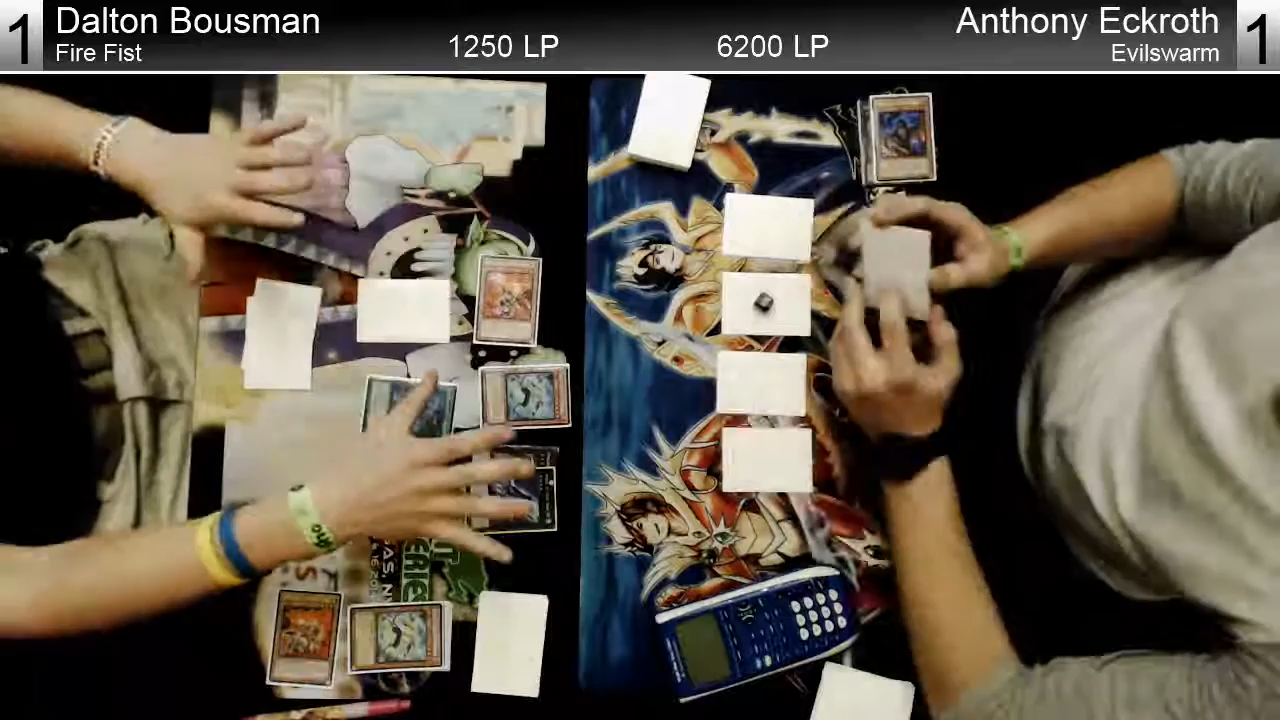 1
Dalton Bousman
Fire Fist
1250 LP
6200 LP
Anthony Eckroth
Evilswarm
1